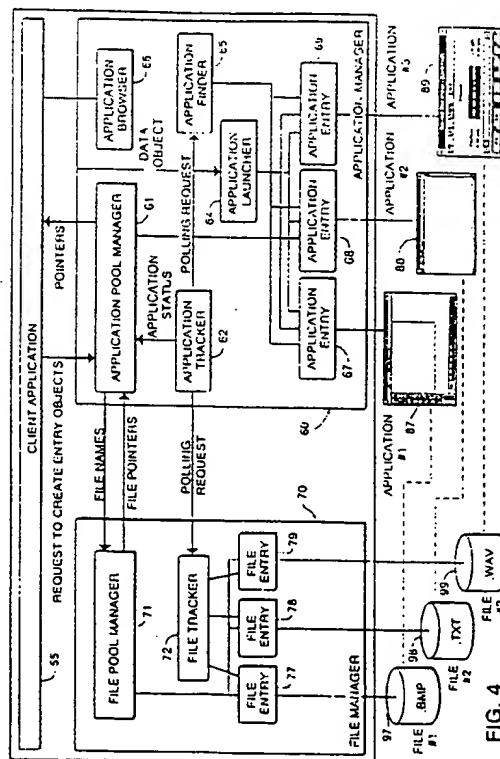 CLIENT APPLICATION
55
REQUEST TO CREATE ENTRY OBJECTS
POINTERS
FILE NAMES
FILE POINTERS
FILE POOL MANAGER
71
POLLING
REQUEST
72
FILE TRACKER
70
FILE
ENTRY
77
FILE
ENTRY
78
FILE
ENTRY
79
FILE MANAGER
APPLICATION POOL MANAGER
61
APPLICATION
STATUS
APPLICATION
TRACKER
62
POLLING REQUEST
DATA
OBJECT
APPLICATION
BROWSER
66
APPLICATION
FINDER
65
64
APPLICATION
LAUNCHER
APPLICATION
ENTRY
67
APPLICATION
ENTRY
68
APPLICATION
ENTRY
69
60
APPLICATION MANAGER
APPLICATION
#1
87
APPLICATION
#2
APPLICATION
#3
89
97
.BMP
FILE
#1
98
.TXT
FILE
#2
99
.WAV
FILE
FIG. 4